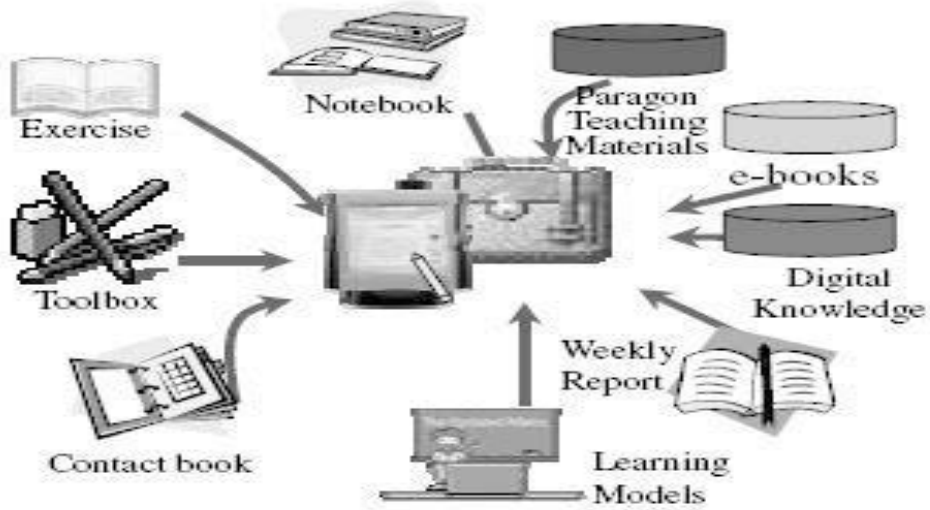 Notebook
Paragon
Teaching
Materials
Exercise
e-books
Toolbox
Digital
Knowledge
Weekly
Report
Contact book
Learning
Models